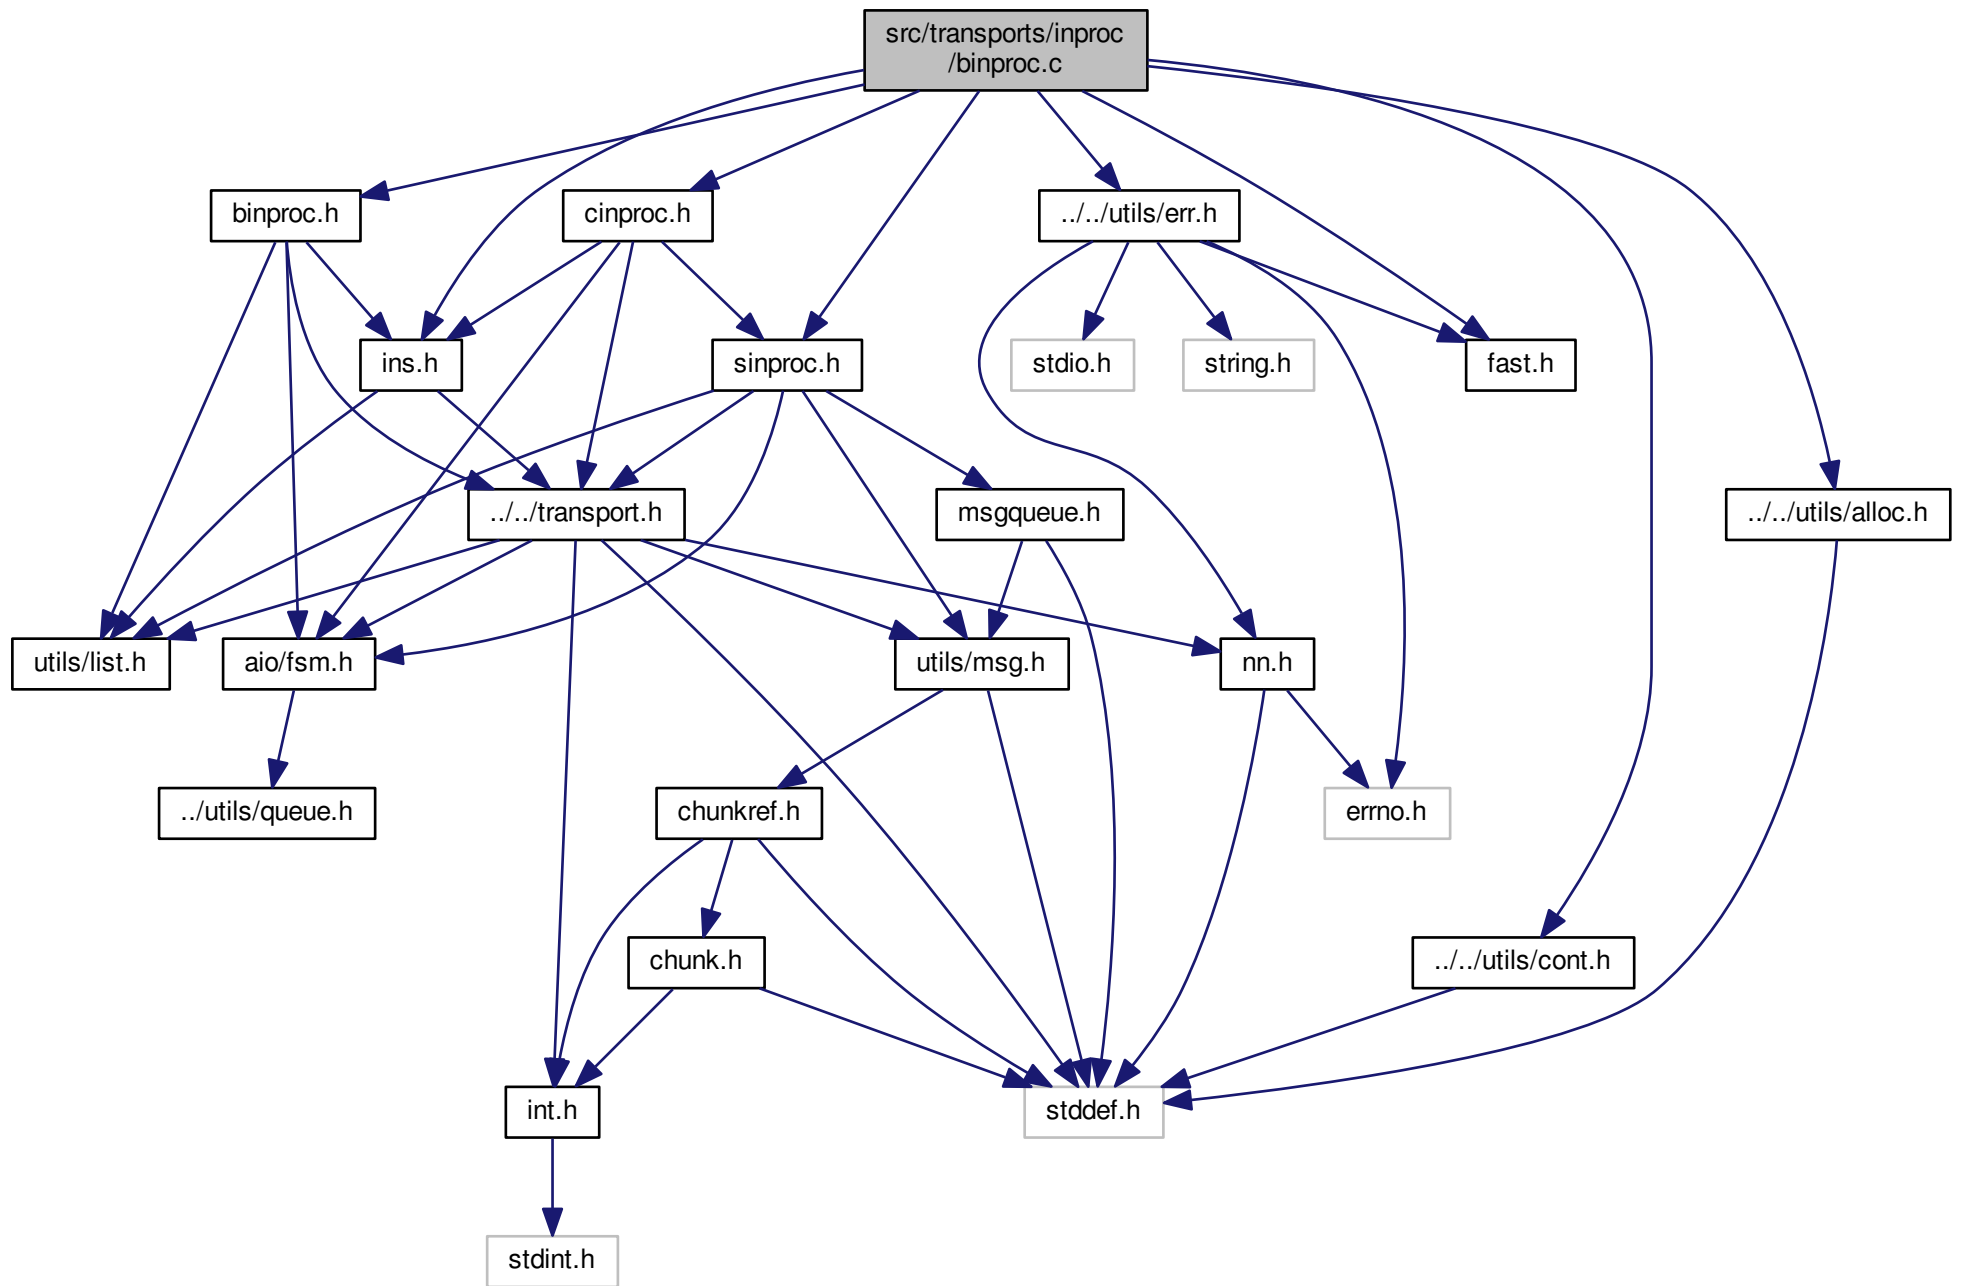 src/transports/inproc
/binproc.c
binproc.h
cinproc.h
../../utils/err.h
ins.h
sinproc.h
stdio.h
string.h
fast.h
../../transport.h
msgqueue.h
../../utils/alloc.h
utils/list.h
aio/fsm.h
utils/msg.h
nn.h
../utils/queue.h
chunkref.h
errno.h
chunk.h
../../utils/cont.h
int.h
stddef.h
stdint.h